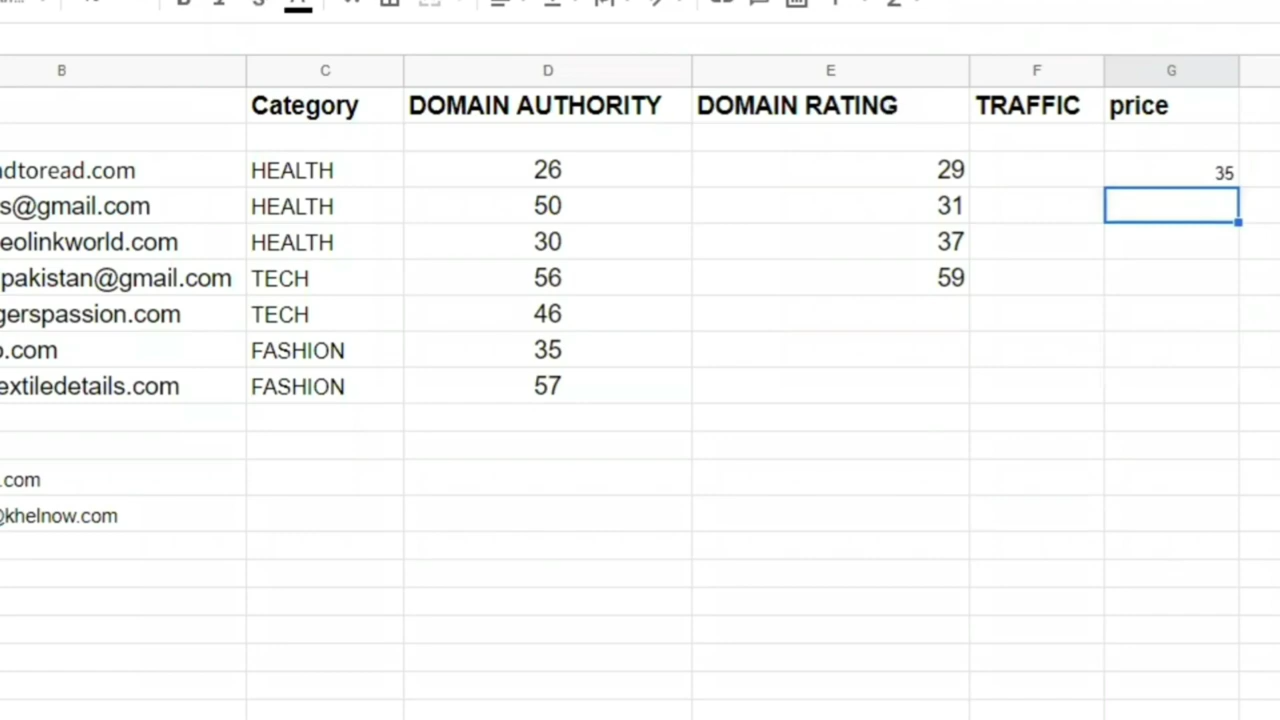 B C D E F G
Category DOMAIN AUTHORITY DOMAIN RATING TRAFFIC price
ndtoread.com HEALTH 26 29 35
s@gmail.com HEALTH 50 31
eolinkworld.com HEALTH 30 37
pakistan@gmail.com TECH 56 59
gerspassion.com TECH 46
o.com FASHION 35
extiledetails.com FASHION 57
.com
@khelnow.com